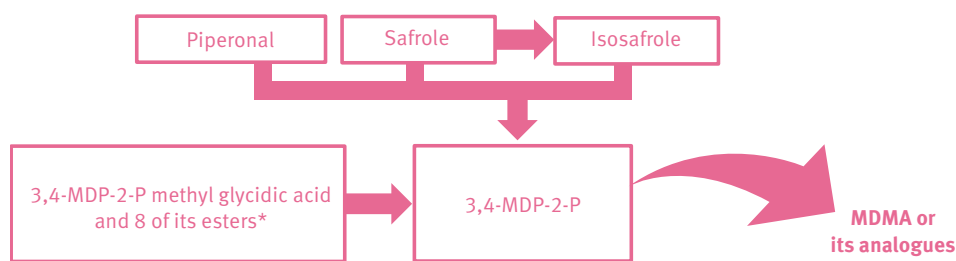 Piperonal
Safrole
Isosafrole
3,4-MDP-2-P methyl glycidic acid
and 8 of its esters*
3,4-MDP-2-P
MDMA or
its analogues